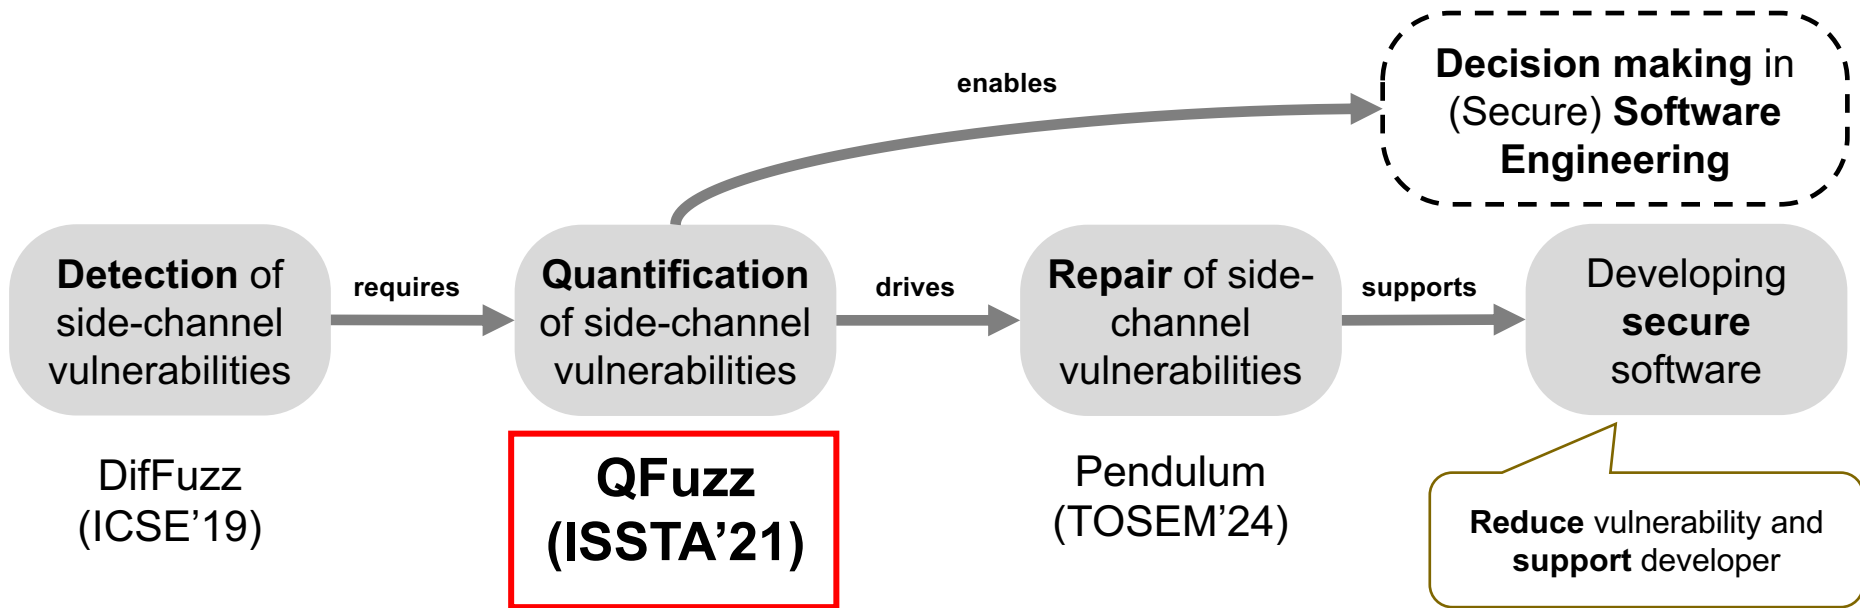 enables
Decision making in
(Secure) Software
Engineering
Detection of
side-channel
vulnerabilities
requires
Quantification
of side-channel
vulnerabilities
drives
Repair of side-
channel
vulnerabilities
supports
Developing
secure
software
DifFuzz
(ICSE’19)
QFuzz
(ISSTA’21)
Pendulum
(TOSEM’24)
Reduce vulnerability and
support developer